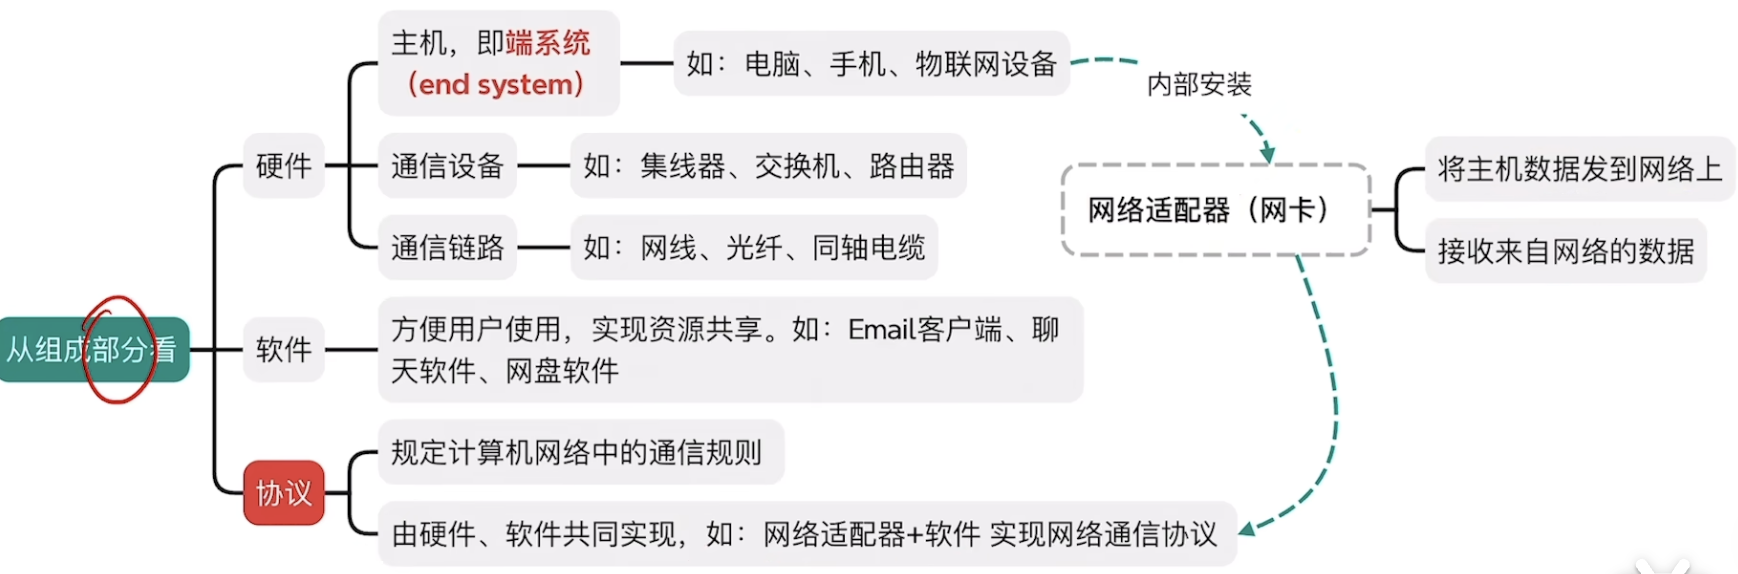 从组成部分看
硬件
主机，即端系统
（end system）
如：电脑、手机、物联网设备
内部安装
网络适配器（网卡）
将主机数据发到网络上
接收来自网络的数据
通信设备
如：集线器、交换机、路由器
通信链路
如：网线、光纤、同轴电缆
软件
方便用户使用，实现资源共享。如：Email客户端、聊
天软件、网盘软件
协议
规定计算机网络中的通信规则
由硬件、软件共同实现，如：网络适配器+软件 实现网络通信协议